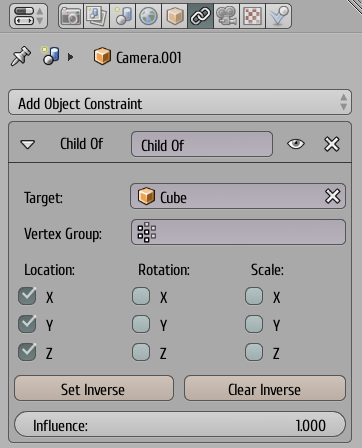 Camera.001
Add Object Constraint
Child Of Child Of
Target: Cube
Vertex Group:
Location: Rotation: Scale:
X X X
Y Y Y
Z Z Z
Set Inverse Clear Inverse
Influence: 1.000